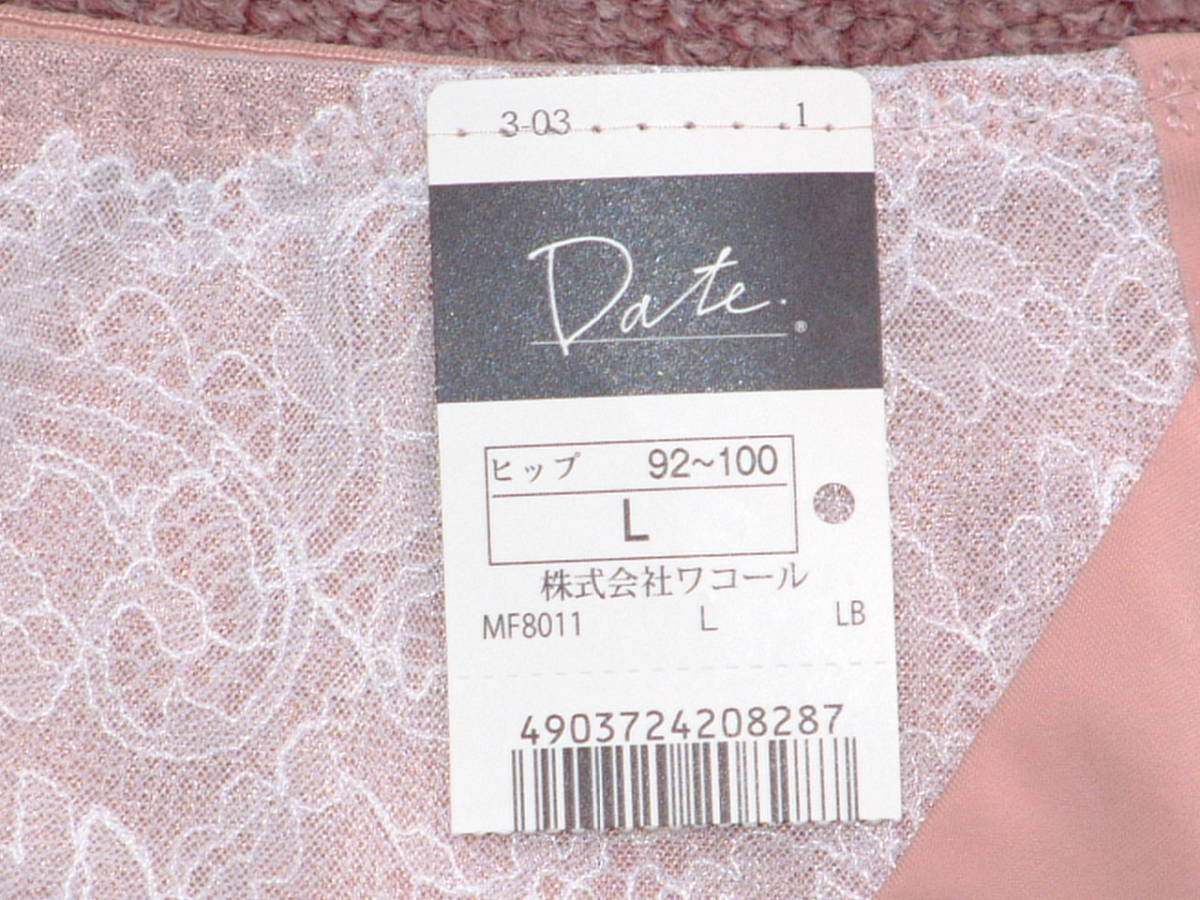 3-03 1
Date.®
ヒップ 92~100
L
株式会社ワコール
MF8011 L LB
4903724208287